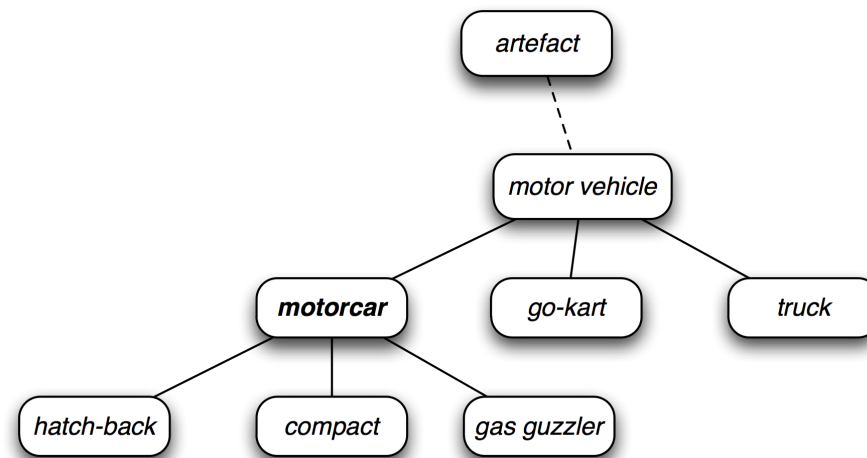 artefact
motor vehicle
motorcar
go-kart
truck
hatch-back
compact
gas guzzler